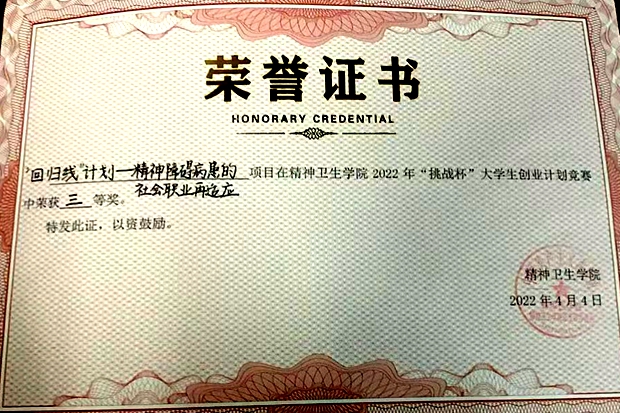 荣誉证书
HONORARY CREDENTIAL
“回归线”计划—精神障碍病患的社会职业再适应 项目在精神卫生学院 2022 年“挑战杯”大学生创业计划竞赛
中荣获 三 等奖。
特发此证，以资鼓励。
精神卫生学院
2022 年 4 月 4 日